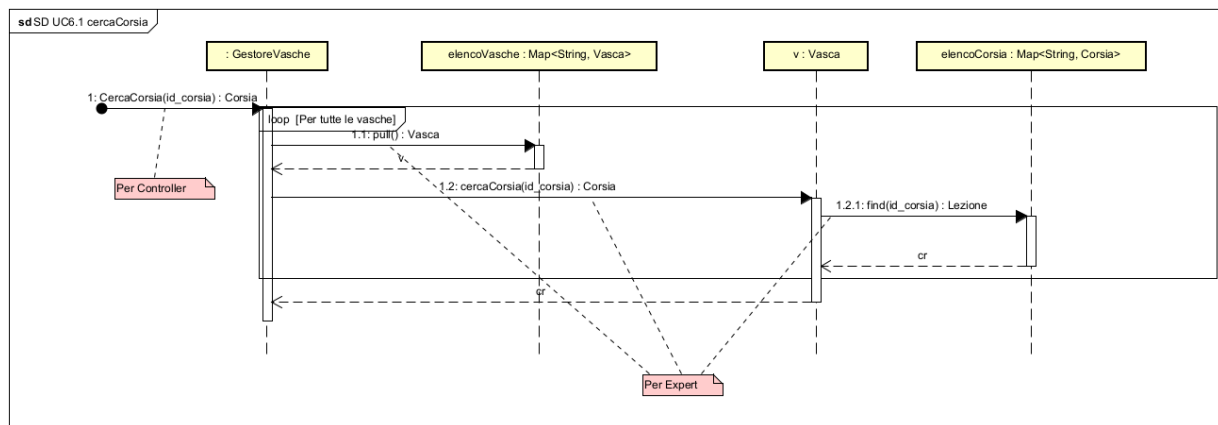 sd SD UC6.1 cercaCorsia
: GestoreVasche
elencoVasche : Map<String, Vasca>
v : Vasca
elencoCorsia : Map<String, Corsia>
1: CercaCorsia(id_corsia) : Corsia
loop [Per tutte le vasche]
1.1: pull() : Vasca
v
Per Controller
1.2: cercaCorsia(id_corsia) : Corsia
1.2.1: find(id_corsia) : Lezione
cr
cr
Per Expert